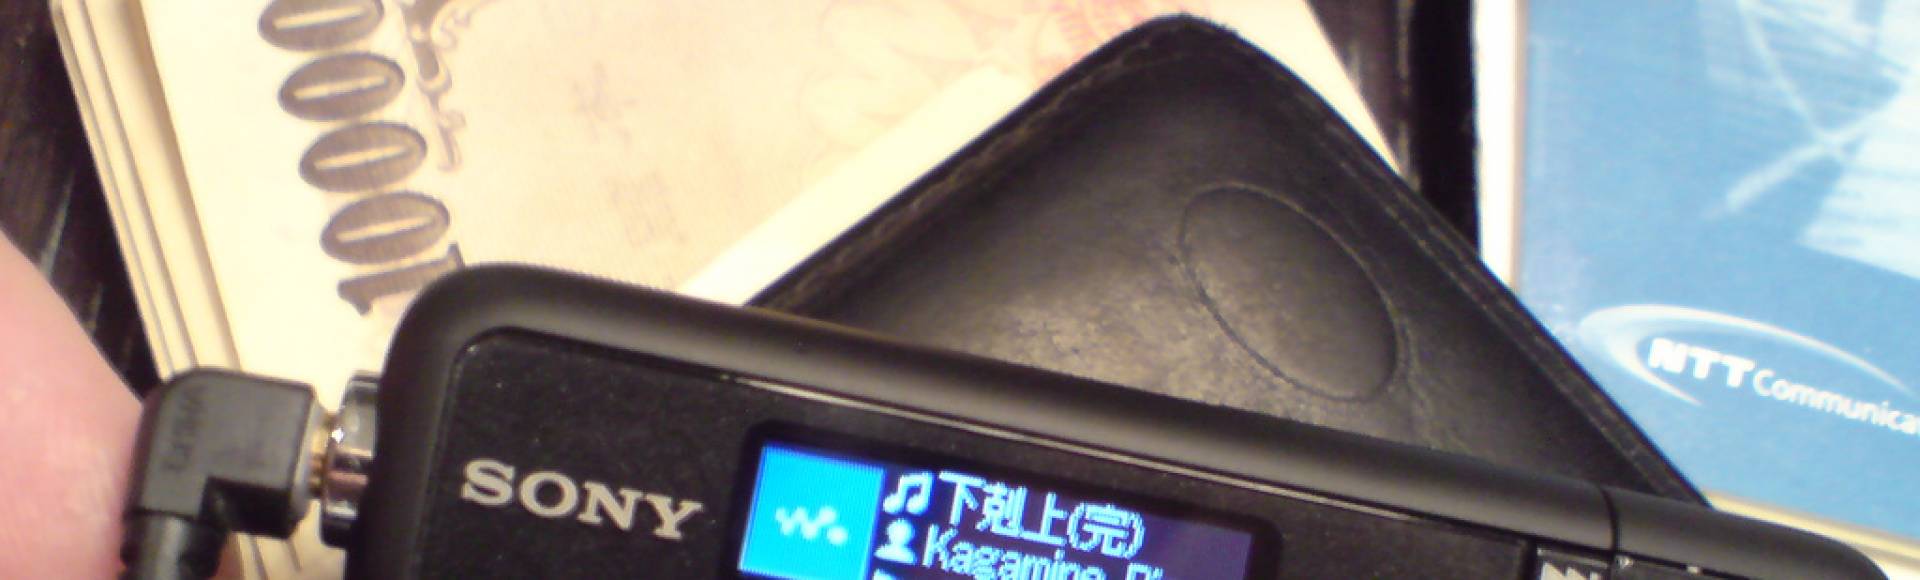 10000
NTT Communica
SONY
下剋上(完)
Kagamine